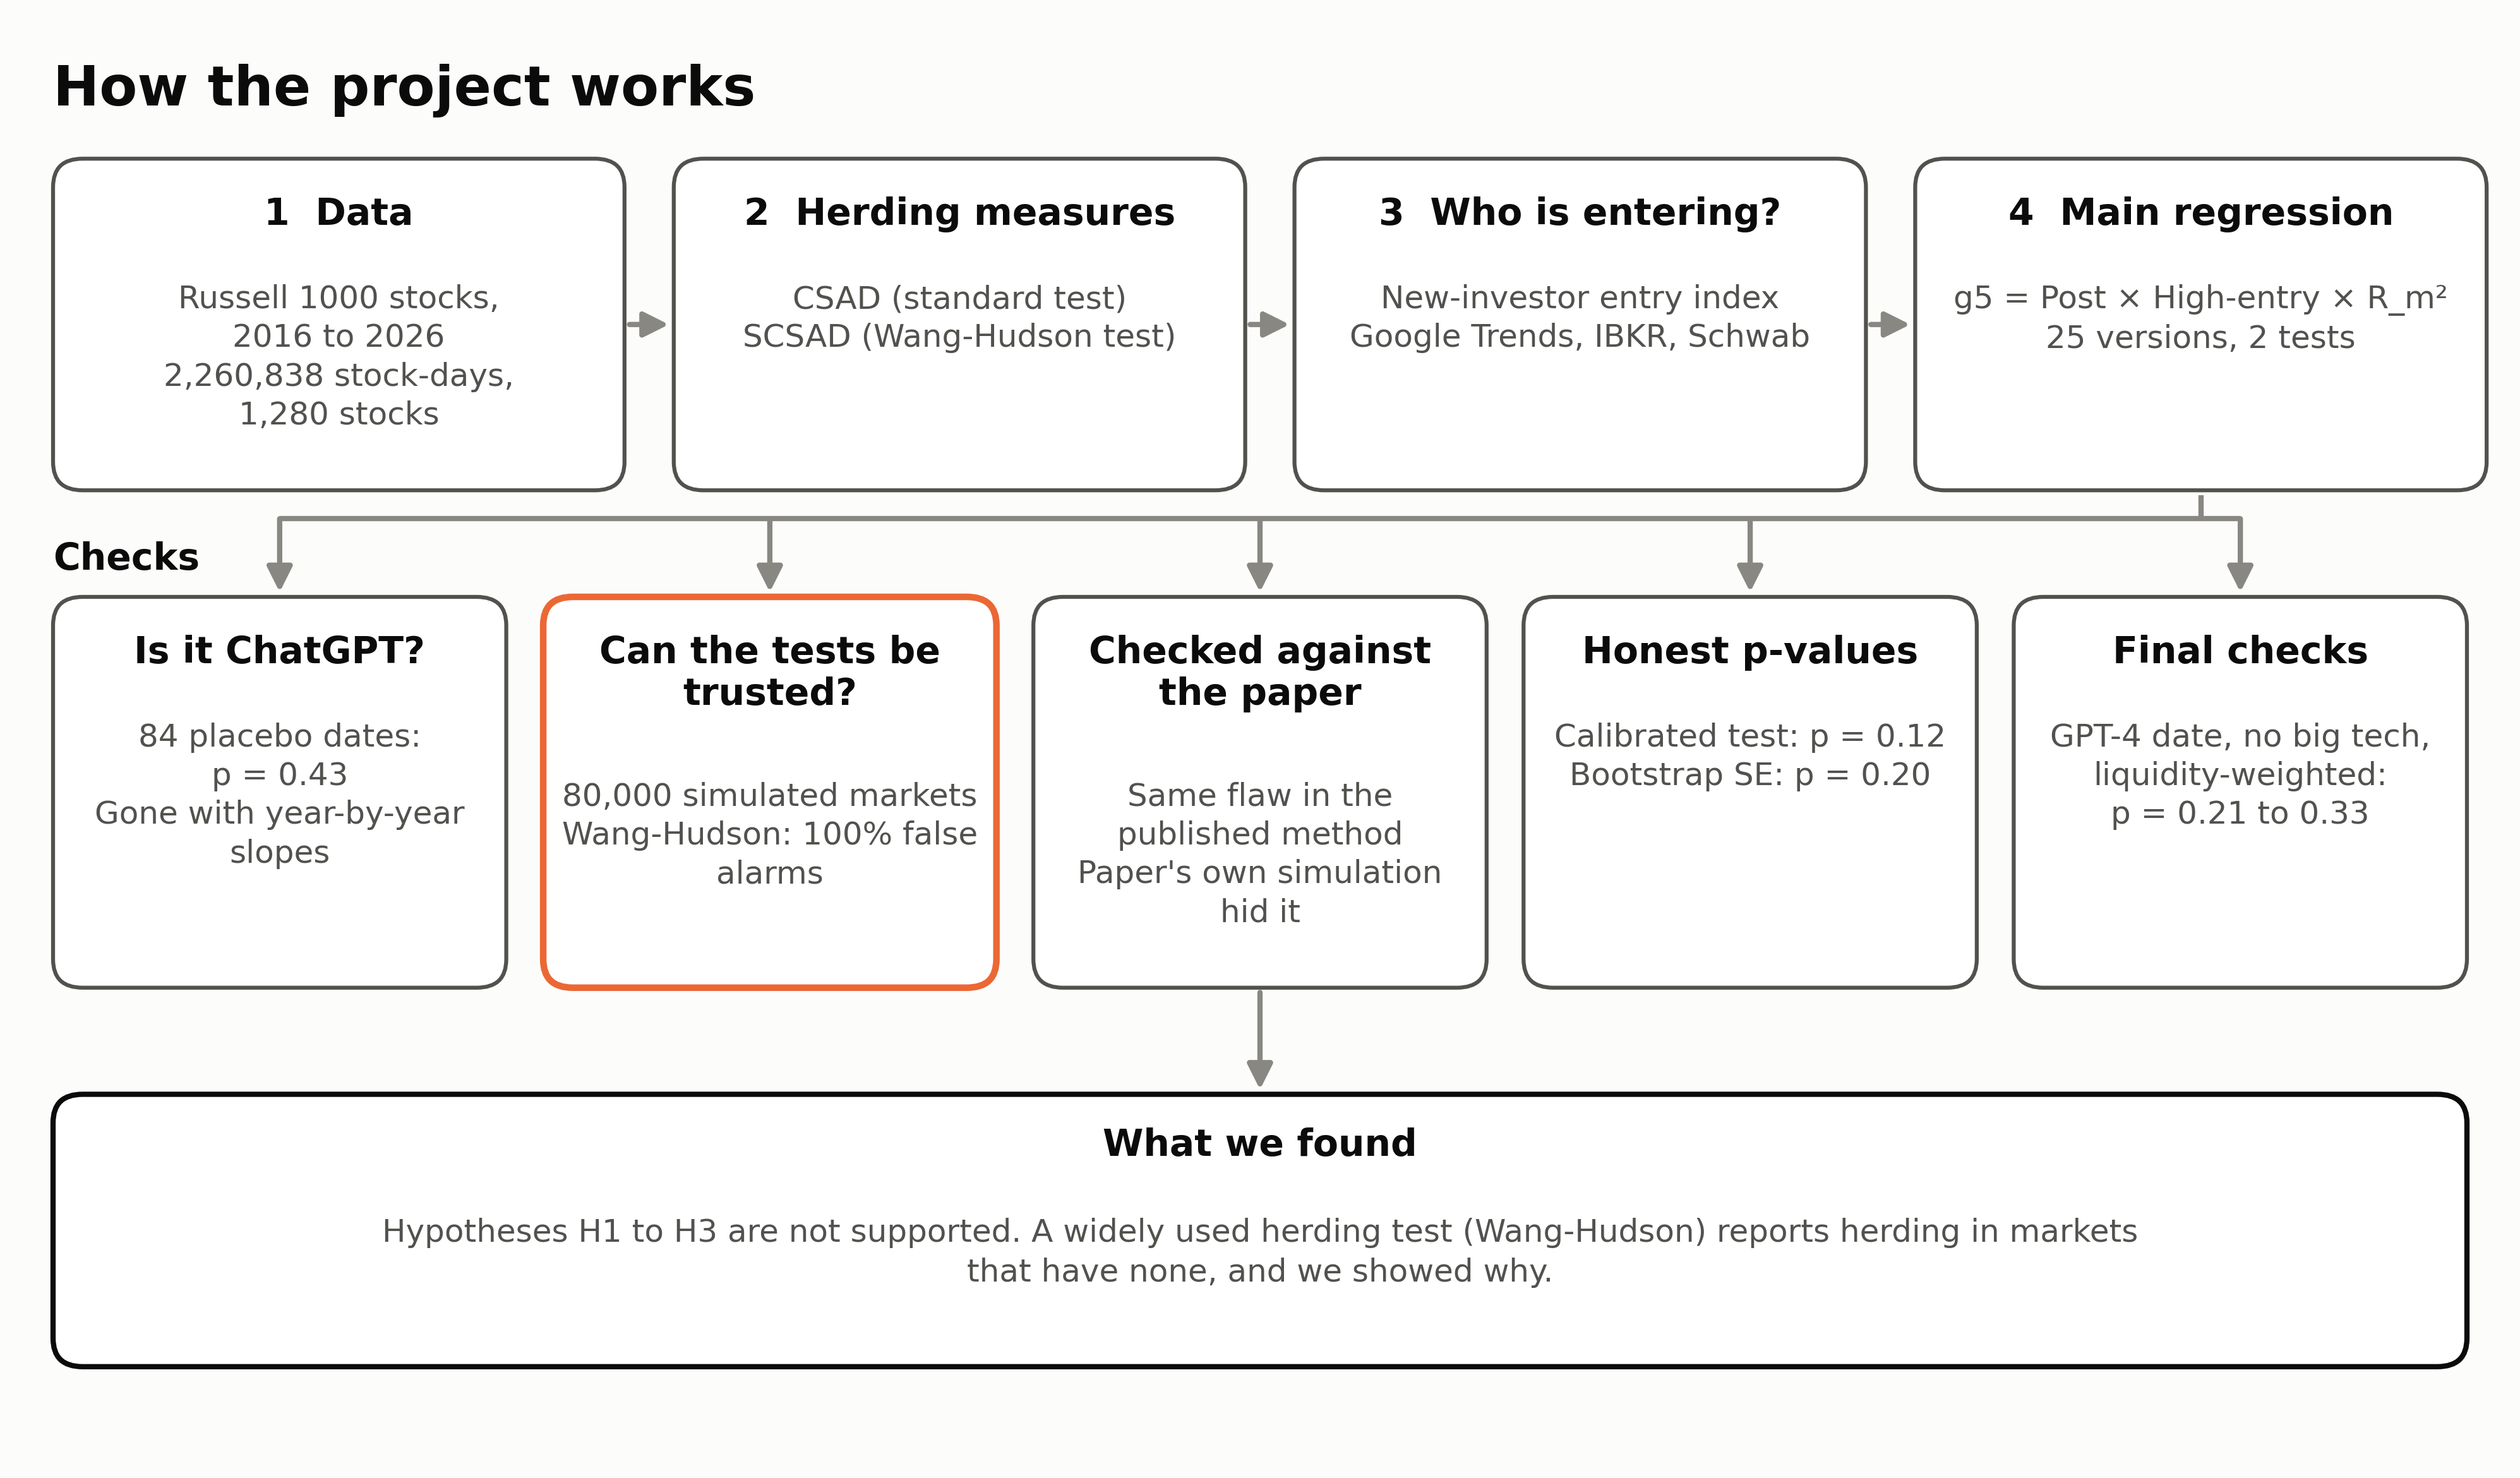 How the project works
1 Data
Russell 1000 stocks,
2016 to 2026
2,260,838 stock-days,
1,280 stocks
2 Herding measures
CSAD (standard test)
SCSAD (Wang-Hudson test)
3 Who is entering?
New-investor entry index
Google Trends, IBKR, Schwab
4 Main regression
g5 = Post × High-entry × R_m²
25 versions, 2 tests
Checks
Is it ChatGPT?
84 placebo dates:
p = 0.43
Gone with year-by-year
slopes
Can the tests be
trusted?
80,000 simulated markets
Wang-Hudson: 100% false
alarms
Checked against
the paper
Same flaw in the
published method
Paper's own simulation
hid it
Honest p-values
Calibrated test: p = 0.12
Bootstrap SE: p = 0.20
Final checks
GPT-4 date, no big tech,
liquidity-weighted:
p = 0.21 to 0.33
What we found
Hypotheses H1 to H3 are not supported. A widely used herding test (Wang-Hudson) reports herding in markets
that have none, and we showed why.